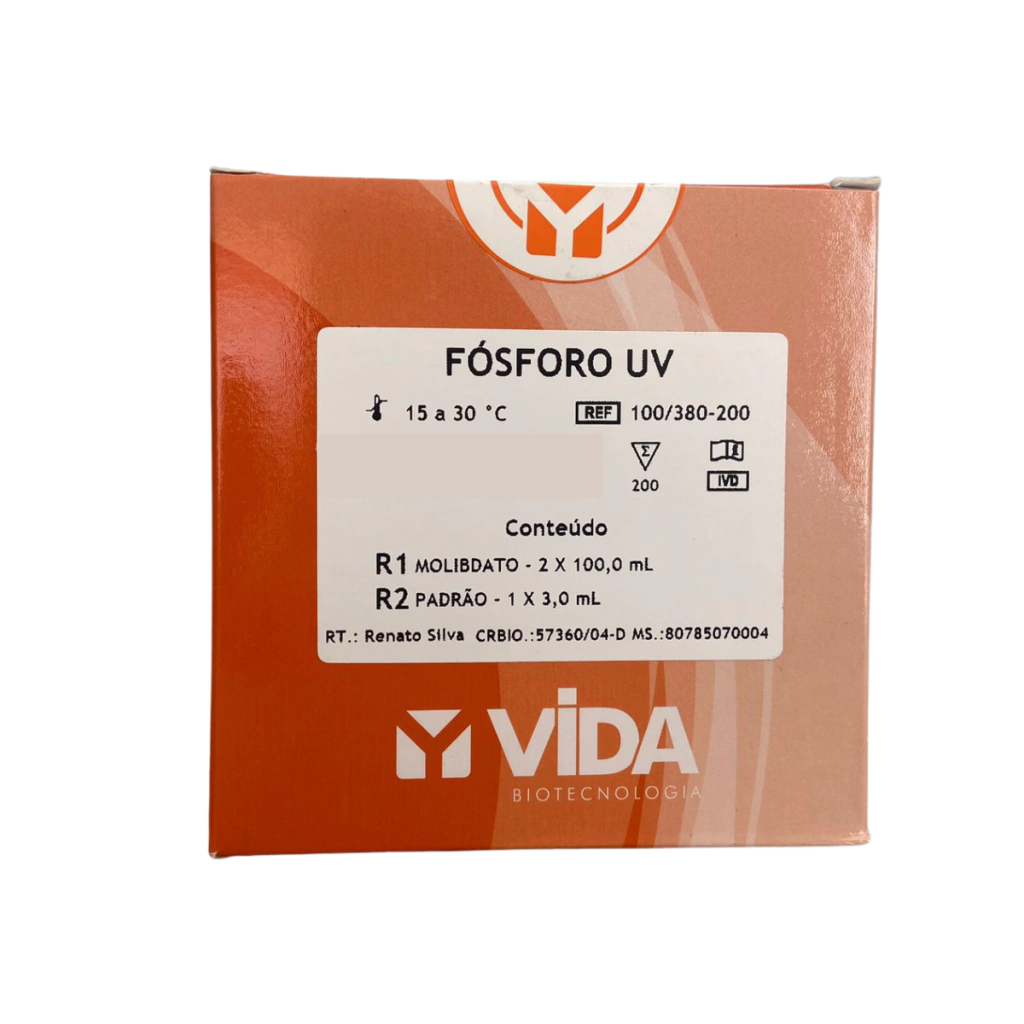 FÓSFORO UV
15 a 30 °C REF 100/380-200
Σ
200 IVD
Conteúdo
R1 MOLIBDATO - 2 X 100,0 mL
R2 PADRÃO - 1 X 3,0 mL
RT.: Renato Silva CRBIO.:57360/04-D MS.:80785070004
VIDA
BIOTECNOLOGIA